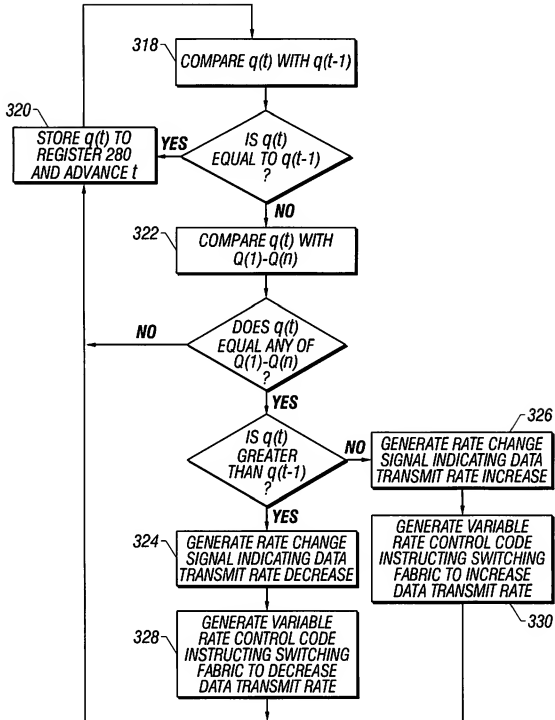 318
COMPARE q(t) WITH q(t-1)
320
STORE q(t) TO
REGISTER 280
AND ADVANCE t
YES
IS q(t)
EQUAL TO q(t-1)
?
NO
322
COMPARE q(t) WITH
Q(1)-Q(n)
NO
DOES q(t)
EQUAL ANY OF
Q(1)-Q(n)
?
YES
IS q(t)
GREATER
THAN q(t-1)
?
NO
326
GENERATE RATE CHANGE
SIGNAL INDICATING DATA
TRANSMIT RATE INCREASE
YES
324
GENERATE RATE CHANGE
SIGNAL INDICATING DATA
TRANSMIT RATE DECREASE
GENERATE VARIABLE
RATE CONTROL CODE
INSTRUCTING SWITCHING
FABRIC TO INCREASE
DATA TRANSMIT RATE
330
328
GENERATE VARIABLE
RATE CONTROL CODE
INSTRUCTING SWITCHING
FABRIC TO DECREASE
DATA TRANSMIT RATE